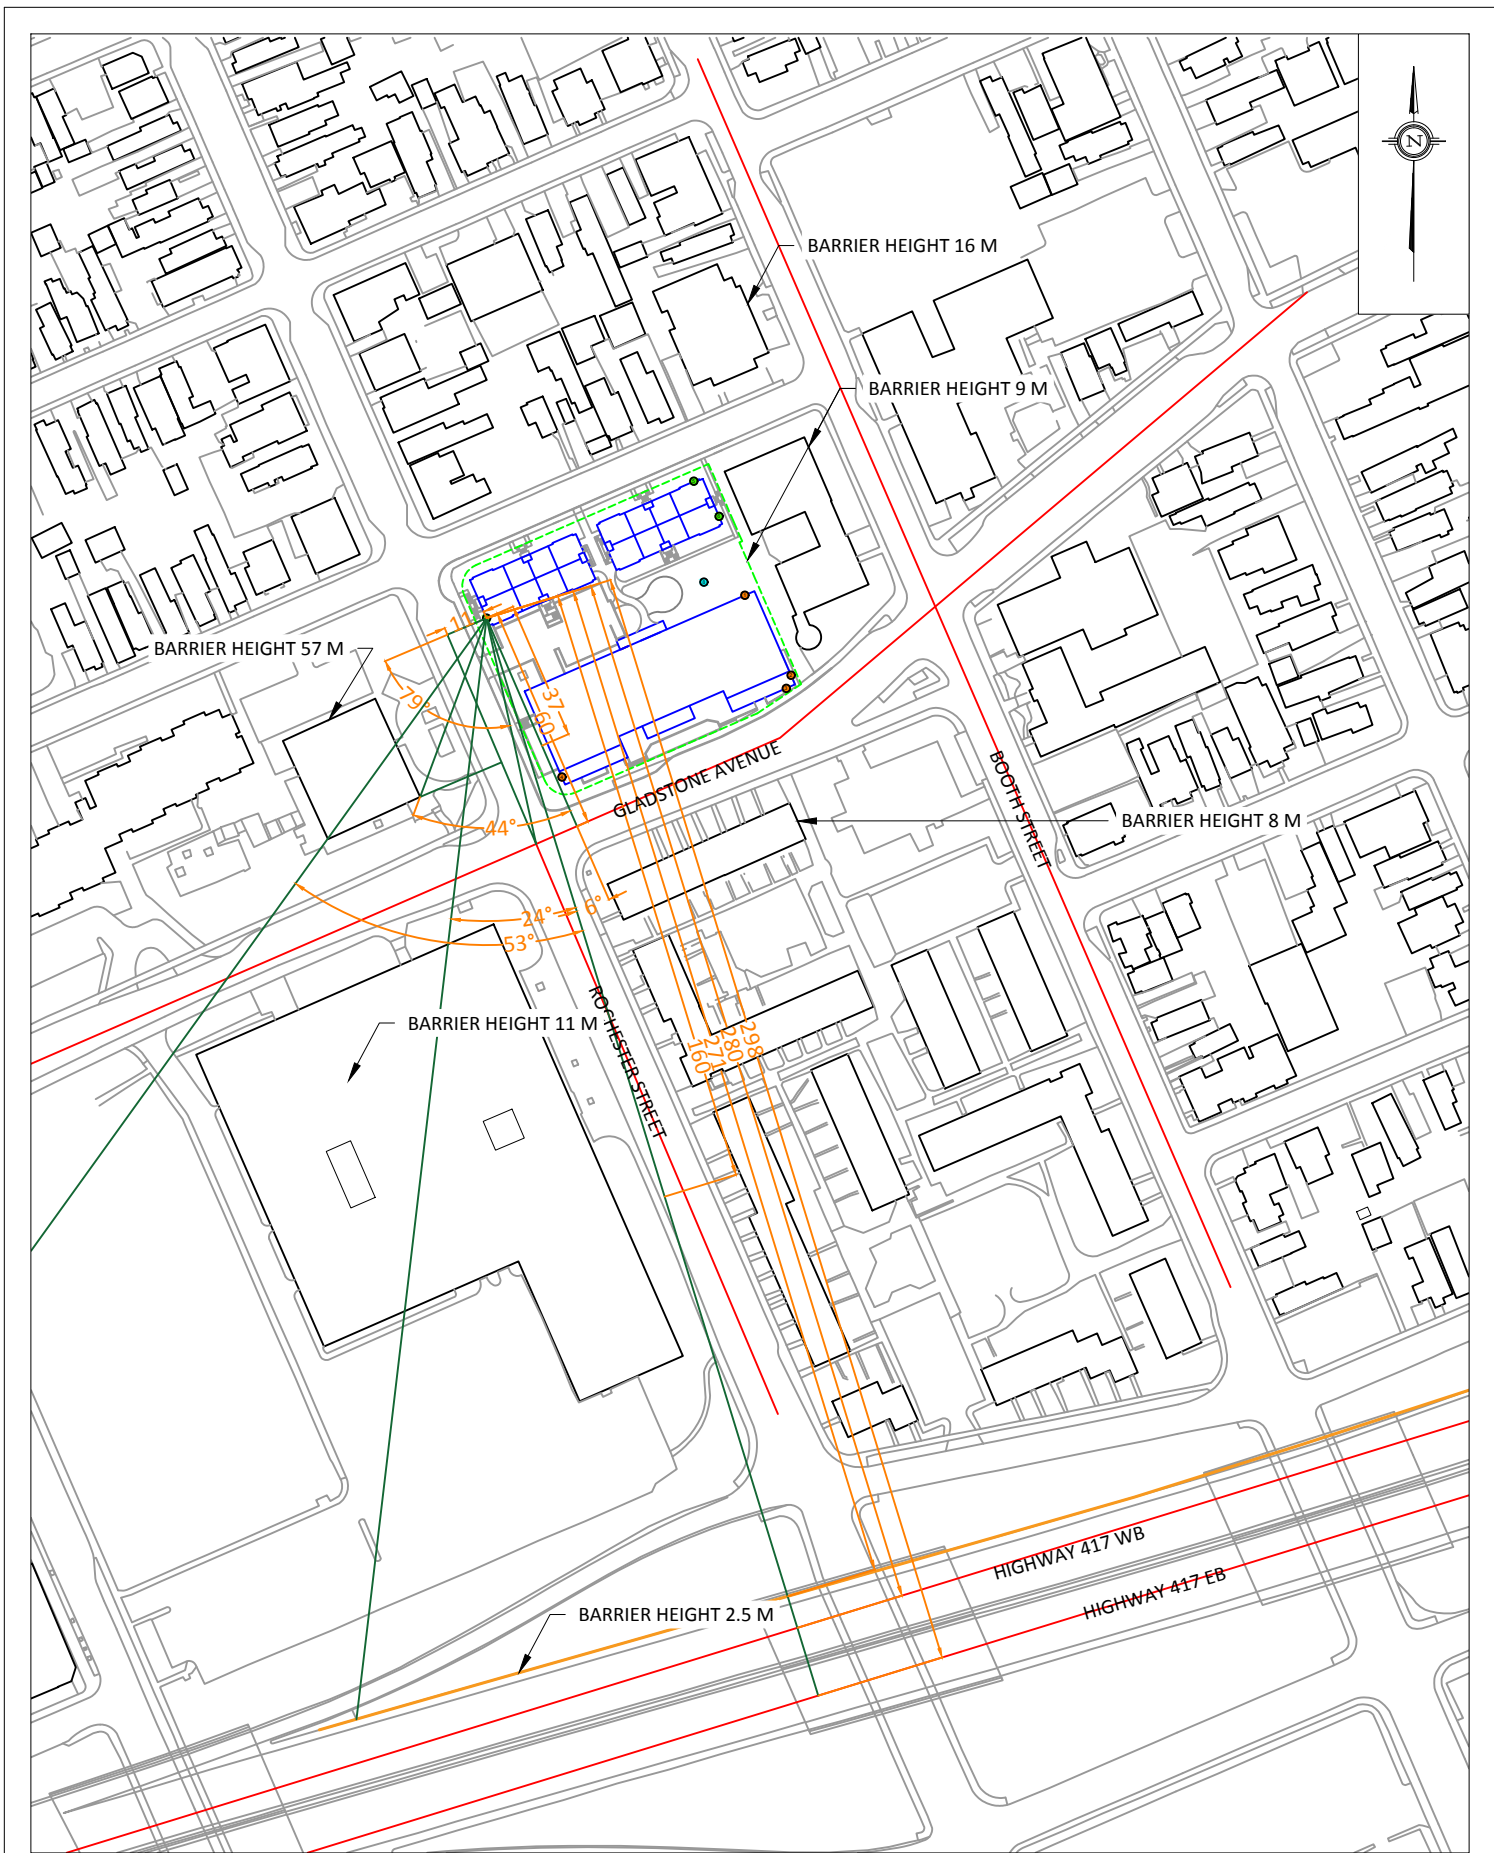 N
BARRIER HEIGHT 16 M
BARRIER HEIGHT 9 M
11
BARRIER HEIGHT 57 M
79°
37
60
GLADSTONE AVENUE
BOOTH STREET
BARRIER HEIGHT 8 M
44°
6°
24°
53°
ROCHESTER STREET
BARRIER HEIGHT 11 M
160
271
280
298
HIGHWAY 417 WB
HIGHWAY 417 EB
BARRIER HEIGHT 2.5 M